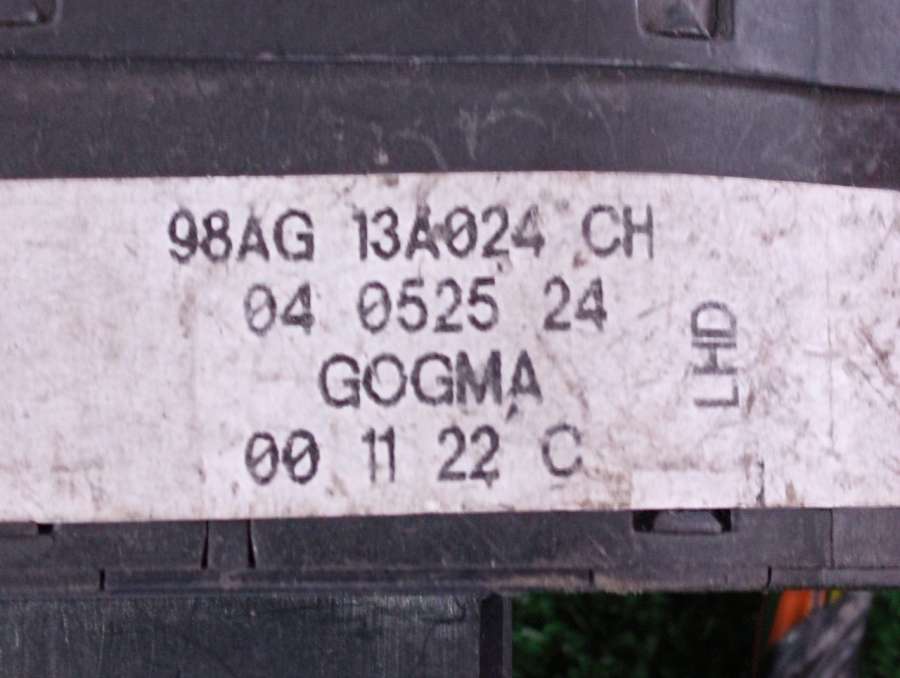 98AG 13A024 CH
04 0525 24
GOGMA
00 11 22 C
LHD